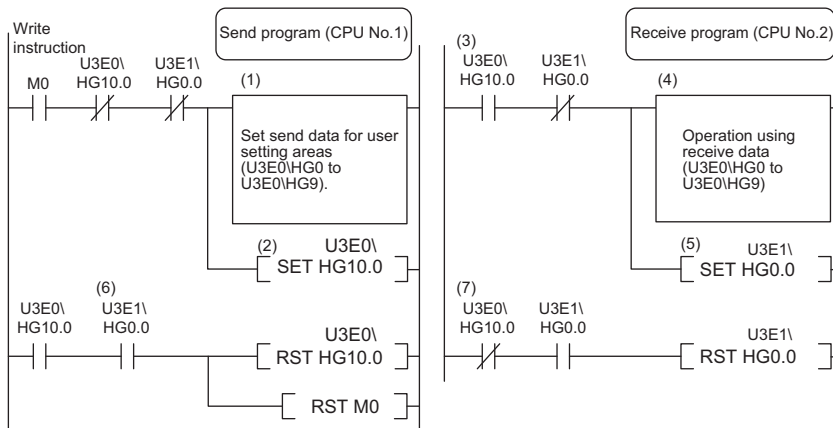 Write
instruction
Send program (CPU No.1)
M0
U3E0\
HG10.0
U3E1\
HG0.0
(1)
Set send data for user
setting areas
(U3E0\HG0 to
U3E0\HG9).
(2)
U3E0\
SET HG10.0
U3E0\
HG10.0
(6)
U3E1\
HG0.0
U3E0\
RST HG10.0
RST M0
Receive program (CPU No.2)
(3)
U3E0\
HG10.0
U3E1\
HG0.0
(4)
Operation using
receive data
(U3E0\HG0 to
U3E0\HG9)
(5)
U3E1\
SET HG0.0
(7)
U3E0\
HG10.0
U3E1\
HG0.0
U3E1\
RST HG0.0